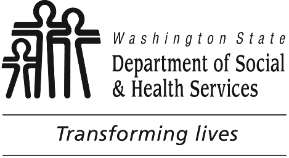 Washington State
Department of Social
& Health Services
Transforming lives